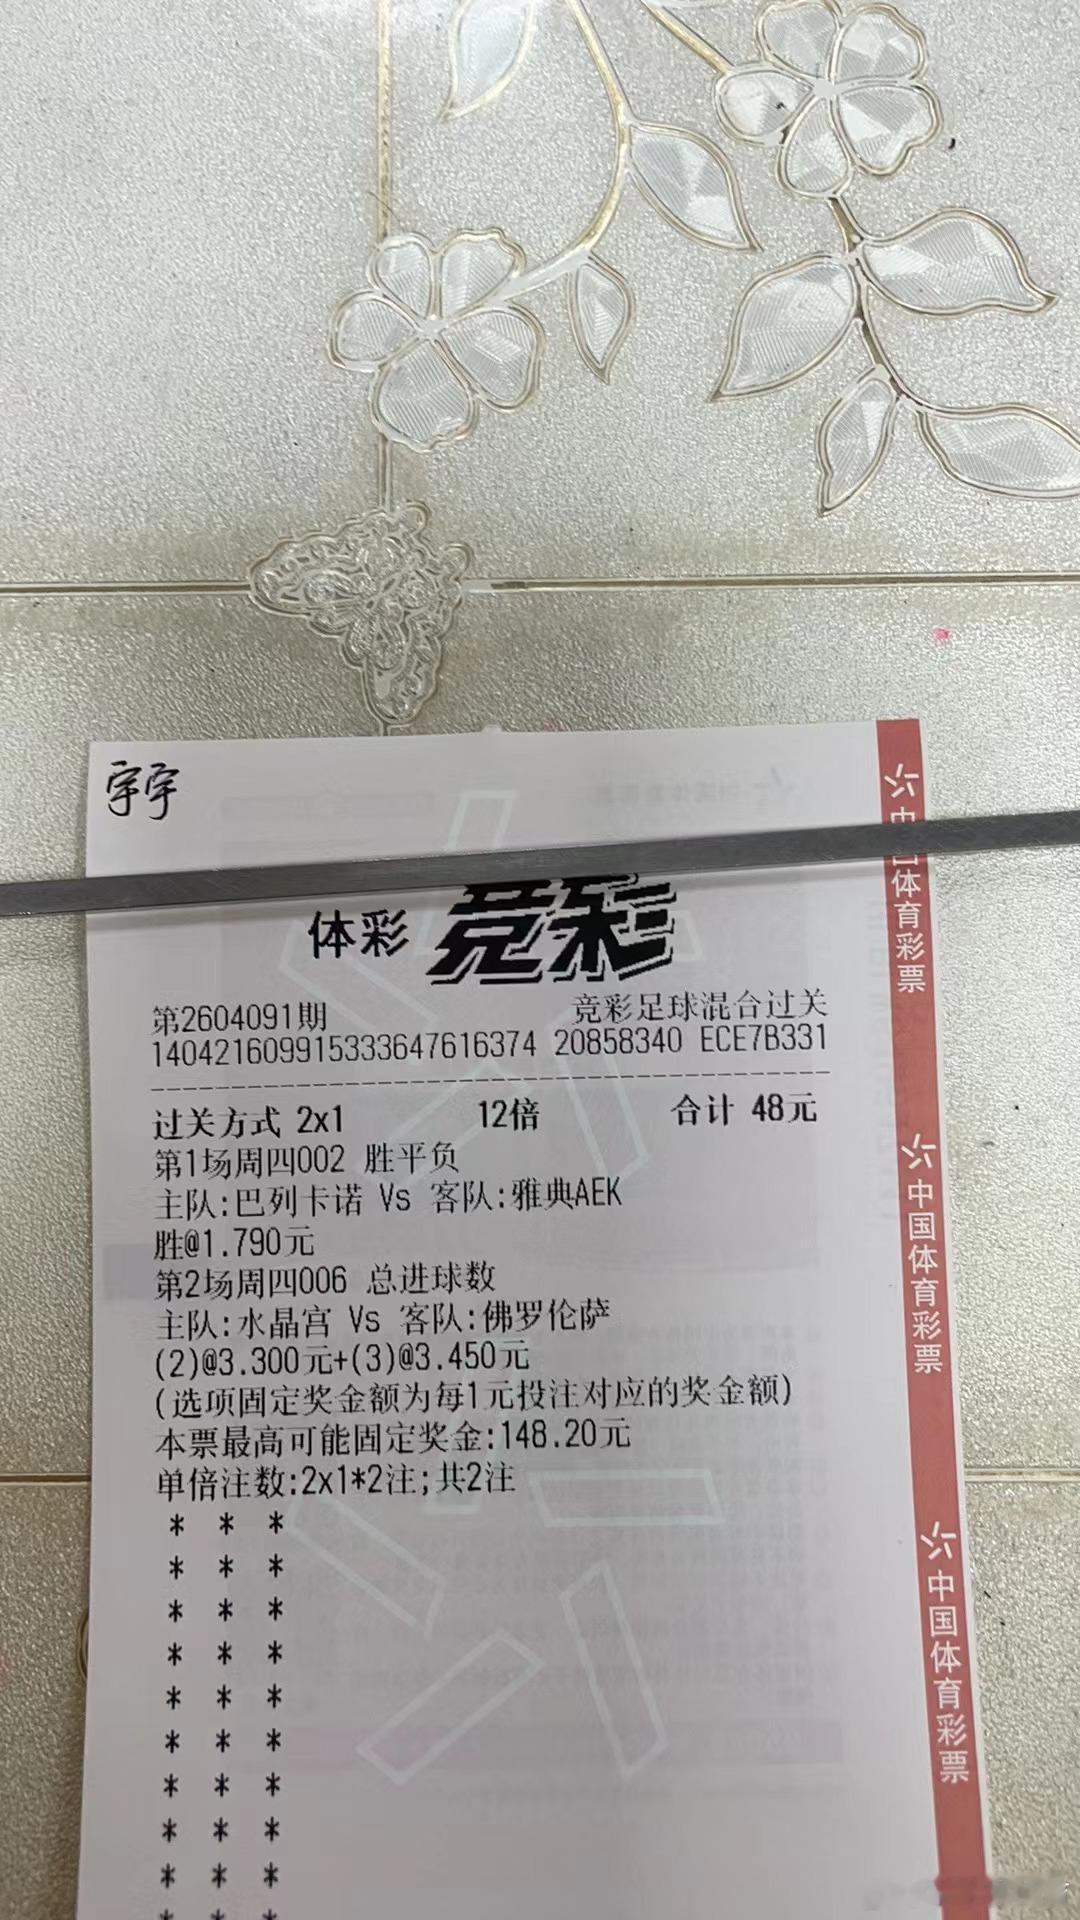 宇宇
体彩 竞彩
第2604091期 竞彩足球混合过关
140421609915333647616374 20858340 ECE7B331
过关方式 2x1 12倍 合计 48元
第1场周四002 胜平负
主队:巴列卡诺 Vs 客队:雅典AEK
胜@1.790元
第2场周四006 总进球数
主队:水晶宫 Vs 客队:佛罗伦萨
(2)@3.300元+(3)@3.450元
(选项固定奖金额为每1元投注对应的奖金额)
本票最高可能固定奖金:148.20元
单倍注数:2x1*2注;共2注
* * *
* * *
* * *
* * *
* * *
* * *
* * *
* * *
* * *
* * *
中国体育彩票
中国体育彩票
中国体育彩票